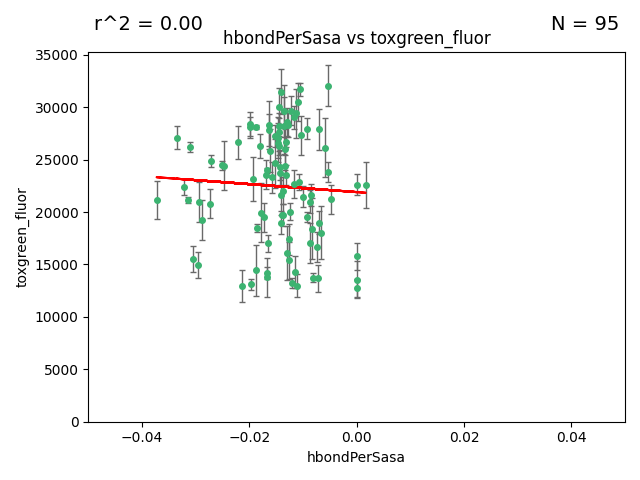 r^2 = 0.00
N = 95
hbondPerSasa vs toxgreen_fluor
35000
30000
25000
20000
15000
10000
5000
0
toxgreen_fluor
−0.04
−0.02
0.00
0.02
0.04
hbondPerSasa